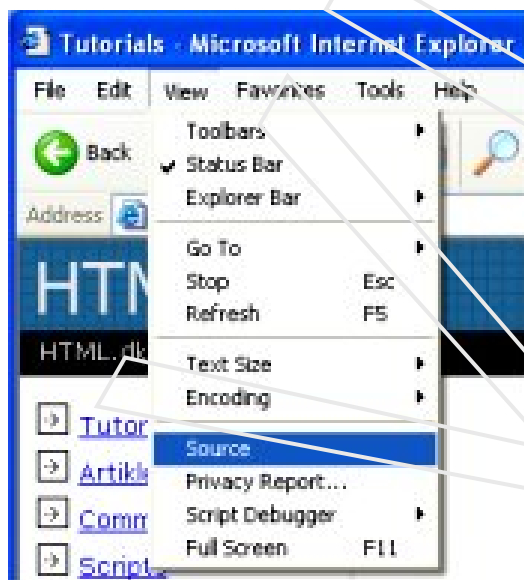 Tutorials - Microsoft Internet Explorer
File Edit View Favorites Tools Help
Back
Toolbars
Status Bar
Explorer Bar
Address
Go To
Stop Esc
Refresh F5
HTM
HTML.dk
Text Size
Encoding
Tutor
Source
Artikle
Privacy Report...
Comm
Script Debugger
Full Screen F11
Scripts